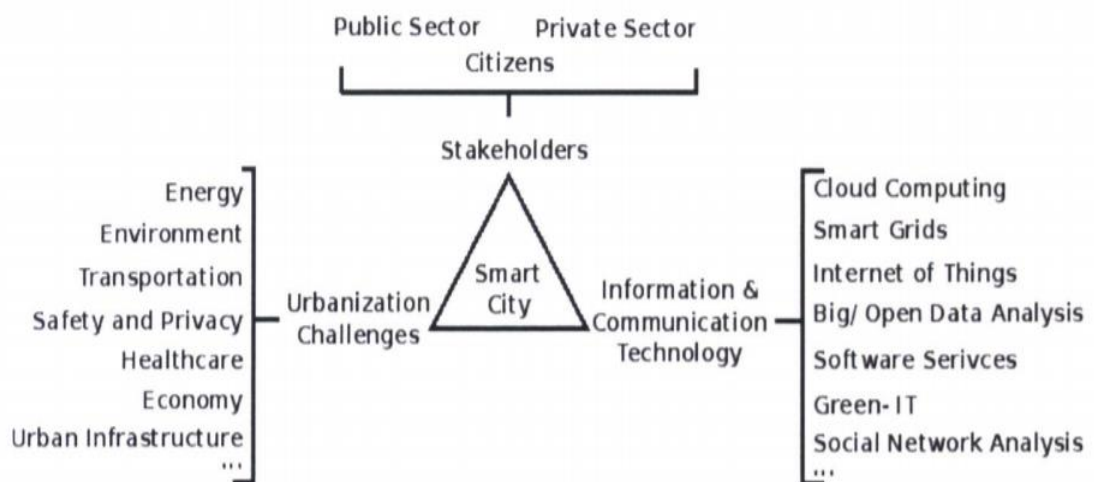 Public Sector Private Sector
Citizens
Stakeholders
Energy
Environment
Transportation
Safety and Privacy
Healthcare
Economy
Urban Infrastructure
...
Urbanization
Challenges
Smart
City
Information &
Communication
Technology
Cloud Computing
Smart Grids
Internet of Things
Big/ Open Data Analysis
Software Serivces
Green-IT
Social Network Analysis
...